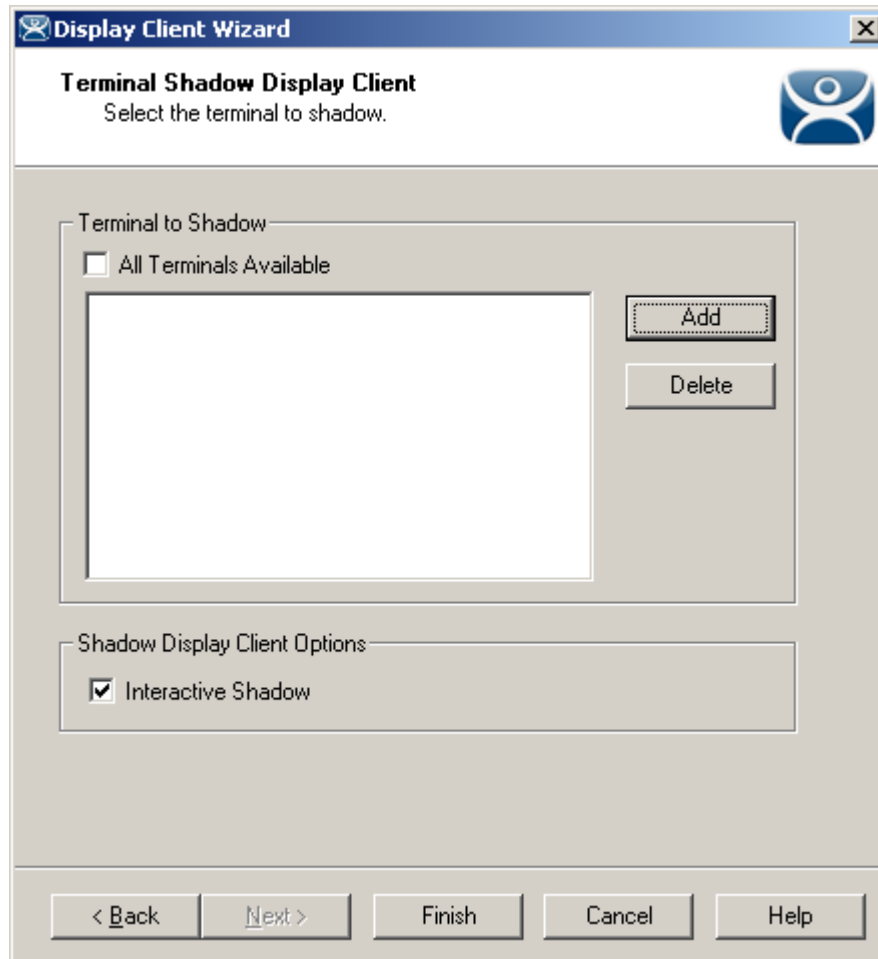 Display Client Wizard
Terminal Shadow Display Client
Select the terminal to shadow.
Terminal to Shadow
All Terminals Available
Add
Delete
Shadow Display Client Options
Interactive Shadow
< Back
Next >
Finish
Cancel
Help